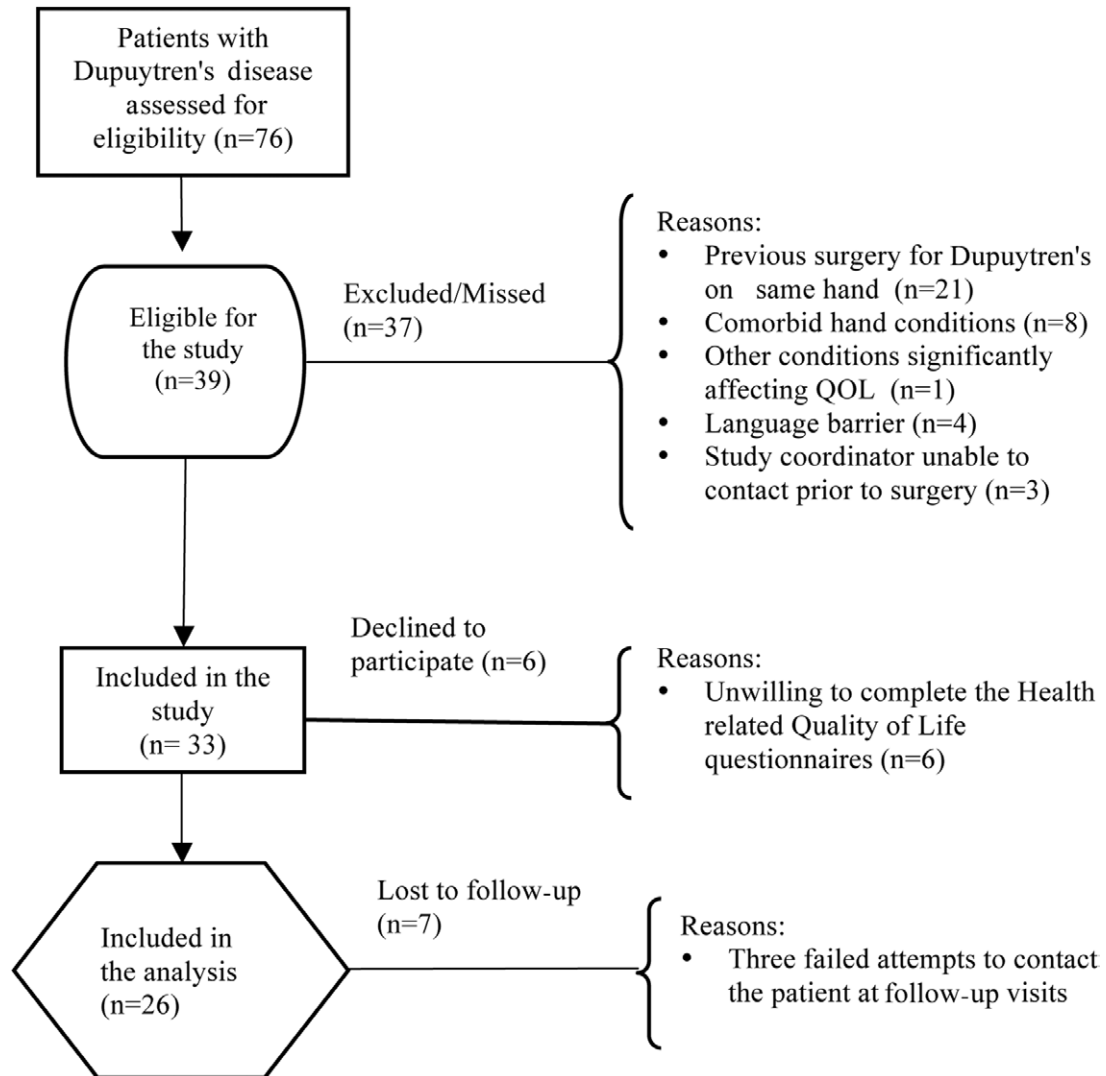 Patients with
Dupuytren's disease
assessed for
eligibility (n=76)
Eligible for
the study
(n=39)
Excluded/Missed
(n=37)
Reasons:
• Previous surgery for Dupuytren's
on same hand (n=21)
• Comorbid hand conditions (n=8)
• Other conditions significantly
affecting QOL (n=1)
• Language barrier (n=4)
• Study coordinator unable to
contact prior to surgery (n=3)
Included in the
study
(n= 33)
Declined to
participate (n=6)
Reasons:
• Unwilling to complete the Health
related Quality of Life
questionnaires (n=6)
Included in
the analysis
(n=26)
Lost to follow-up
(n=7)
Reasons:
• Three failed attempts to contact
the patient at follow-up visits